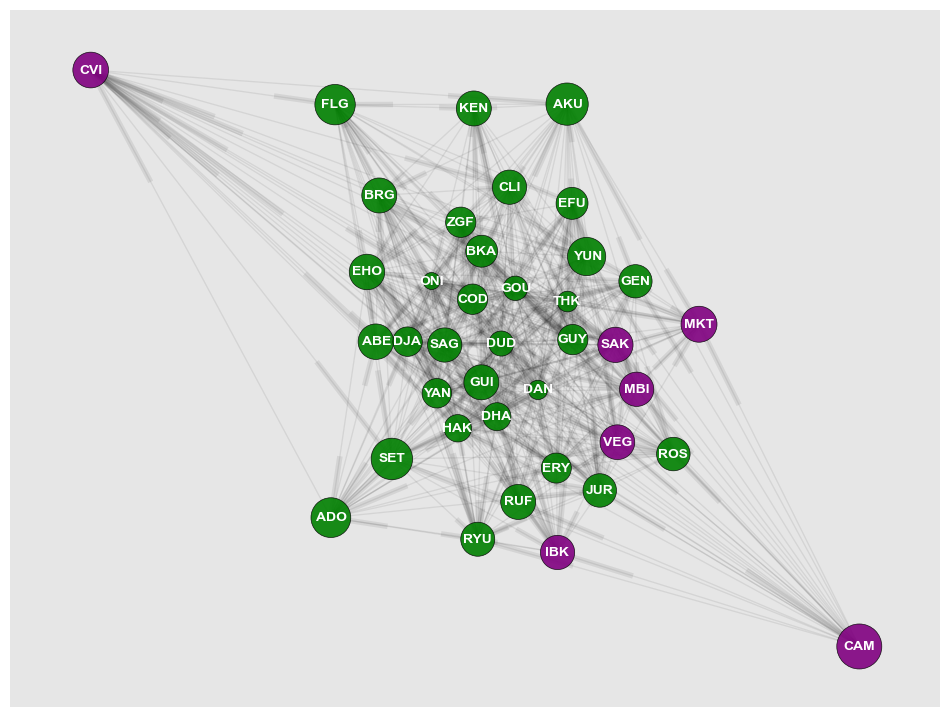 CVI
FLG
KEN
AKU
BRG
CLI
EFU
ZGF
BKA
YUN
EHO
ONI
GOU
GEN
COD
THK
MKT
ABE
DJA
SAG
DUD
GUY
SAK
GUI
YAN
DAN
MBI
DHA
HAK
VEG
SET
ERY
ROS
JUR
RUF
ADO
RYU
IBK
CAM